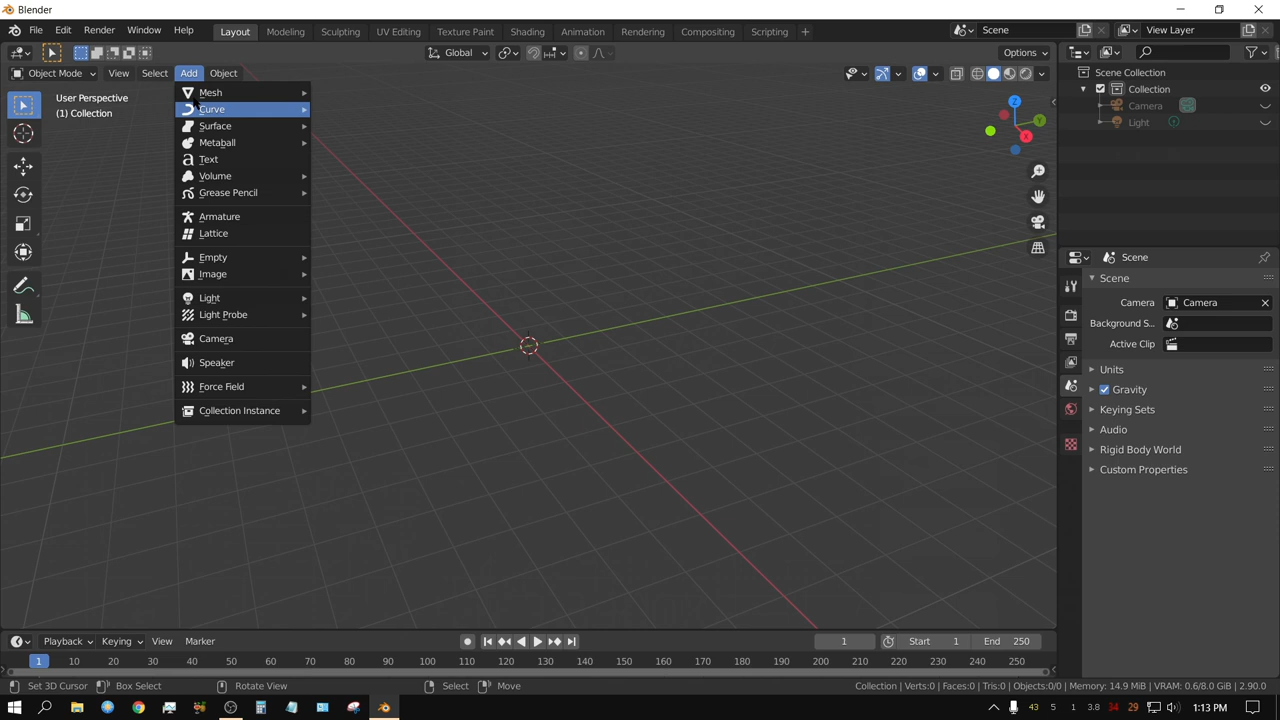 Blender
File Edit Render Window Help Layout Modeling Sculpting UV Editing Texture Paint Shading Animation Rendering Compositing Scripting + Scene View Layer
Global Options
Object Mode View Select Add Object
User Perspective
(1) Collection
Mesh
Curve
Surface
Metaball
Text
Volume
Grease Pencil
Armature
Lattice
Empty
Image
Light
Light Probe
Camera
Speaker
Force Field
Collection Instance
Z
Y
X
Scene Collection
Collection
Camera
Light
Scene
Scene
Camera Camera
Background S...
Active Clip
Units
Gravity
Keying Sets
Audio
Rigid Body World
Custom Properties
Playback Keying View Marker 1 Start 1 End 250
1 10 20 30 40 50 60 70 80 90 100 110 120 130 140 150 160 170 180 190 200 210 220 230 240 250
Set 3D Cursor Box Select Rotate View Select Move Collection | Verts:0 | Faces:0 | Tris:0 | Objects:0/0 | Memory: 14.9 MiB | VRAM: 0.6/8.0 GiB | 2.90.0
43 5 1 3.8 34 29 1:13 PM